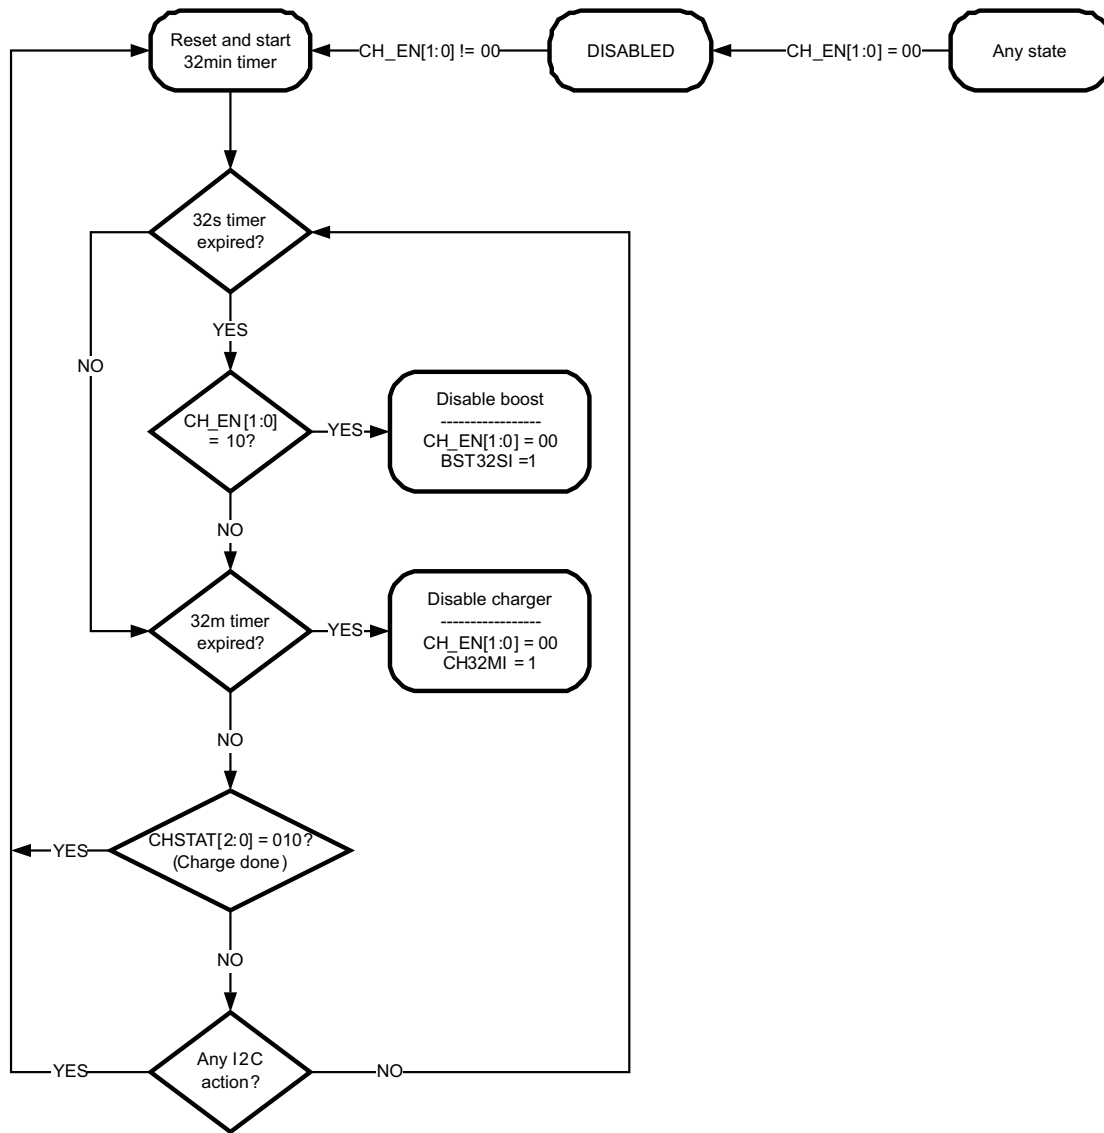 Reset and start
32min timer
CH_EN[1:0] != 00
DISABLED
CH_EN[1:0] = 00
Any state
32s timer
expired?
NO
YES
CH_EN[1:0]
= 10?
YES
Disable boost
-----------------
CH_EN[1:0] = 00
BST32SI =1
NO
32m timer
expired?
YES
Disable charger
-----------------
CH_EN[1:0] = 00
CH32MI = 1
NO
CHSTAT[2:0] = 010?
(Charge done)
YES
NO
Any I2C
action?
YES
NO